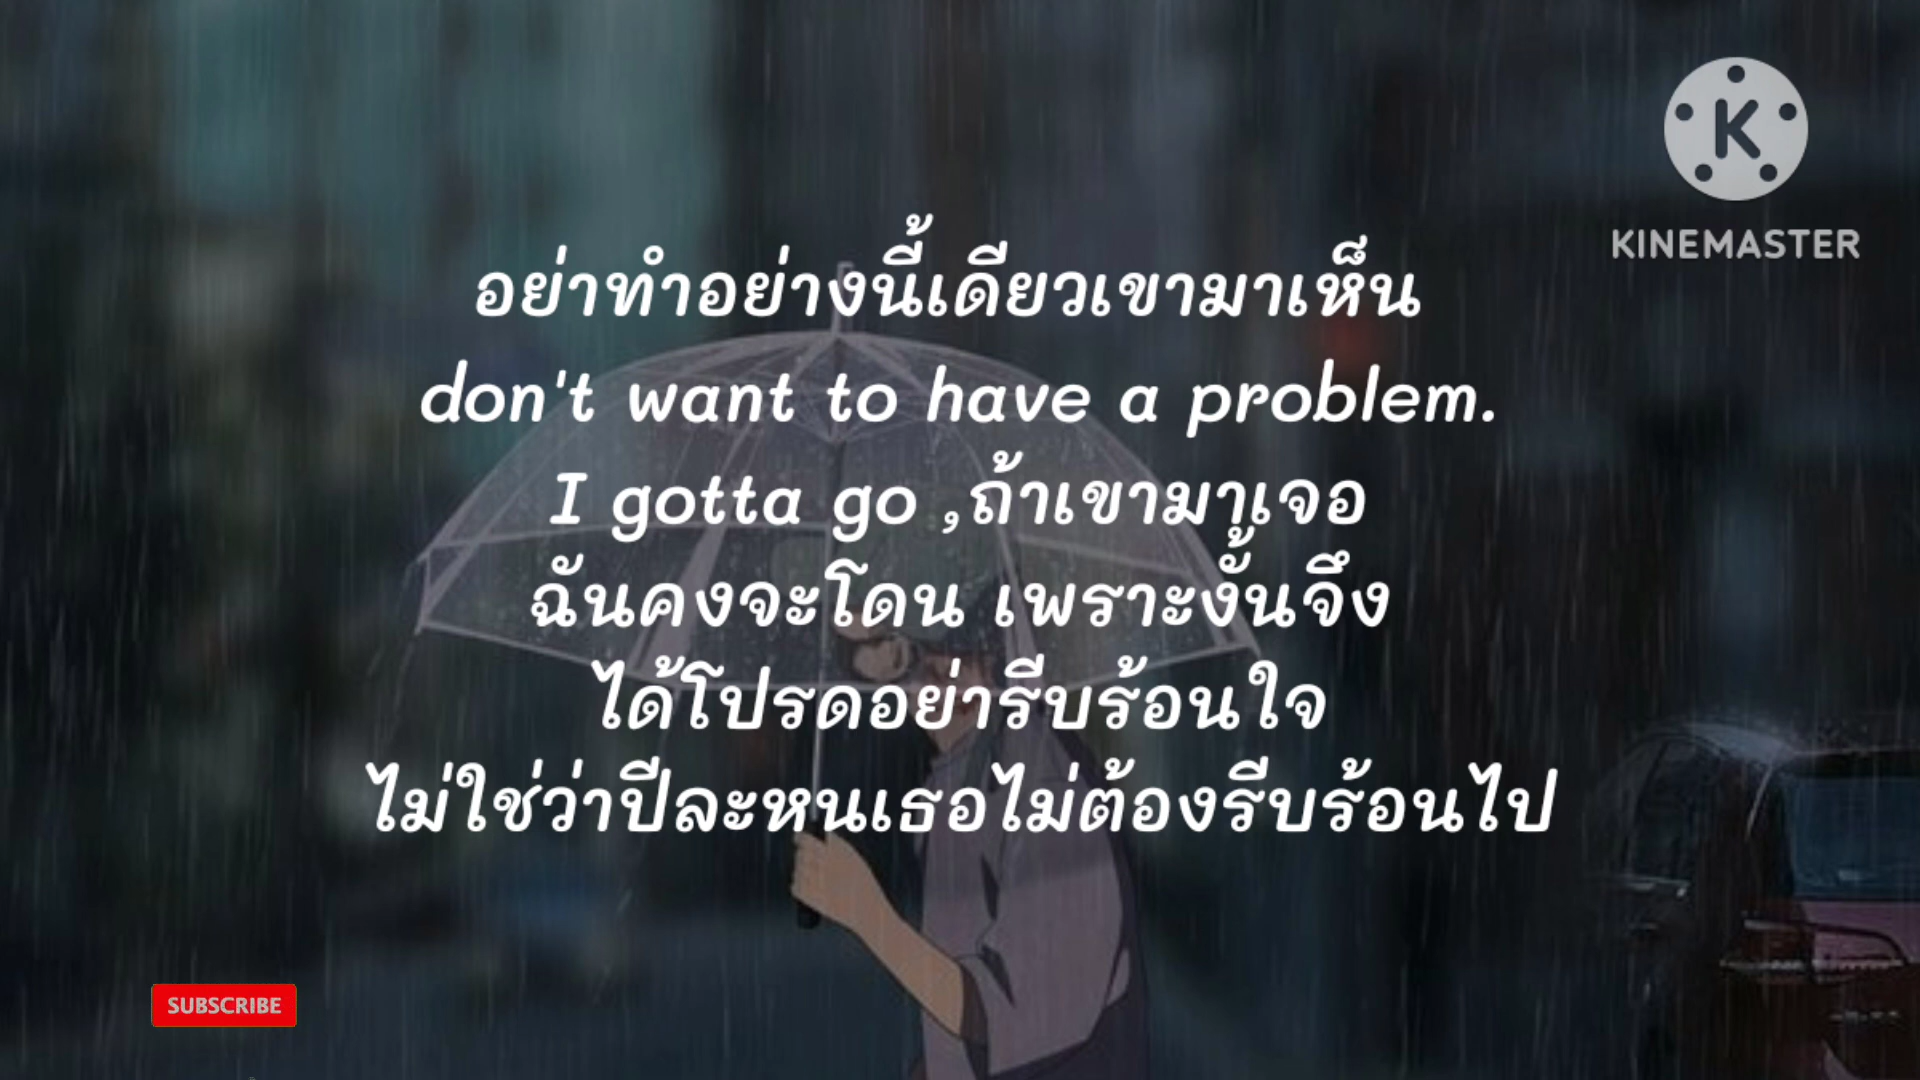 KINEMASTER
อย่าทำอย่างนี้เดียวเขามาเห็น
don't want to have a problem.
I gotta go ,ถ้าเขามาเจอ
ฉันคงจะโดน เพราะงั้นจึง
ได้โปรดอย่ารีบร้อนใจ
ไม่ใช่ว่าปีละหนเธอไม่ต้องรีบร้อนไป
SUBSCRIBE